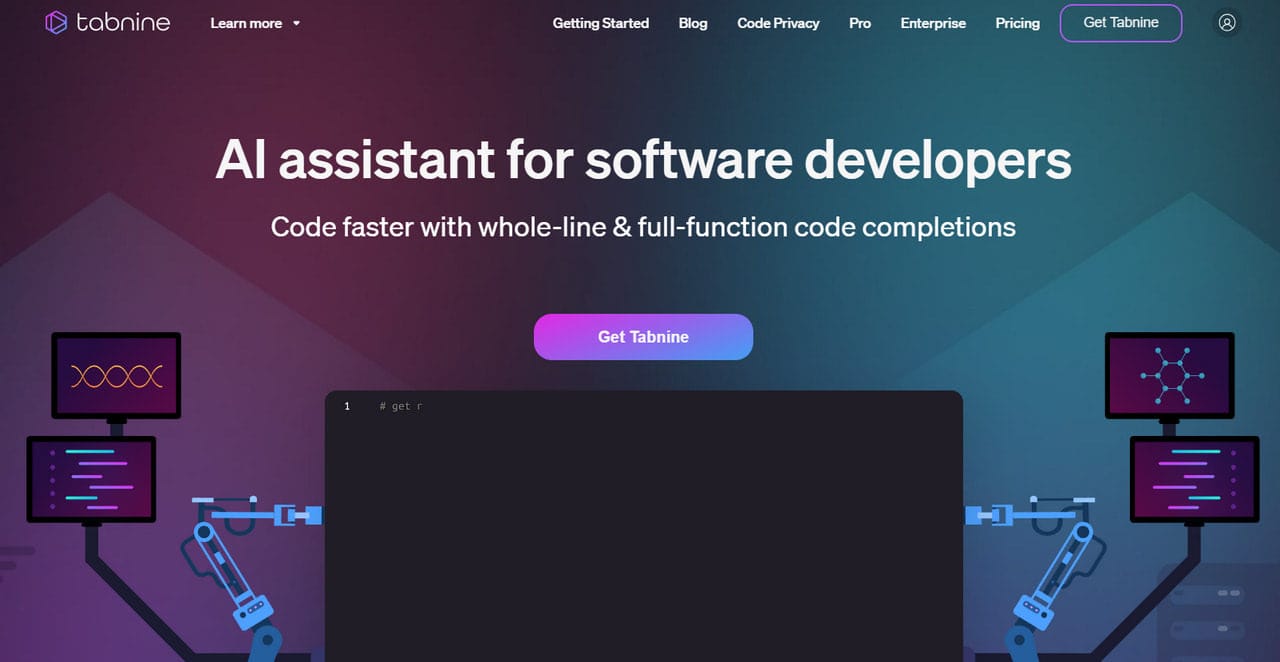 tabnine
Learn more
Getting Started
Blog
Code Privacy
Pro
Enterprise
Pricing
Get Tabnine
AI assistant for software developers
Code faster with whole-line & full-function code completions
Get Tabnine
1 # get r